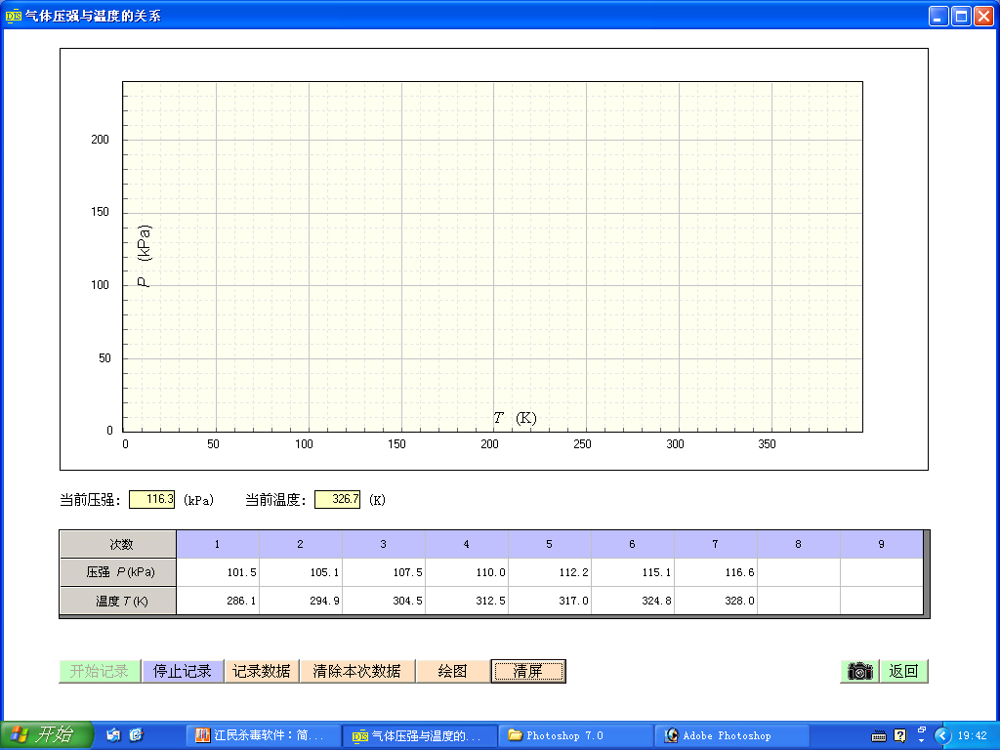 DIS 气体压强与温度的关系
200
150
P (kPa)
100
50
0
T (K)
0 50 100 150 200 250 300 350
当前压强: 116.3 (kPa) 当前温度: 326.7 (K)
次数 1 2 3 4 5 6 7 8 9
压强 P(kPa) 101.5 105.1 107.5 110.0 112.2 115.1 116.6
温度 T(K) 286.1 294.9 304.5 312.5 317.0 324.8 328.0
开始记录 停止记录 记录数据 清除本次数据 绘图 清屏 返回
开始 江民杀毒软件：简... DIS 气体压强与温度的... Photoshop 7.0 Adobe Photoshop 19:42